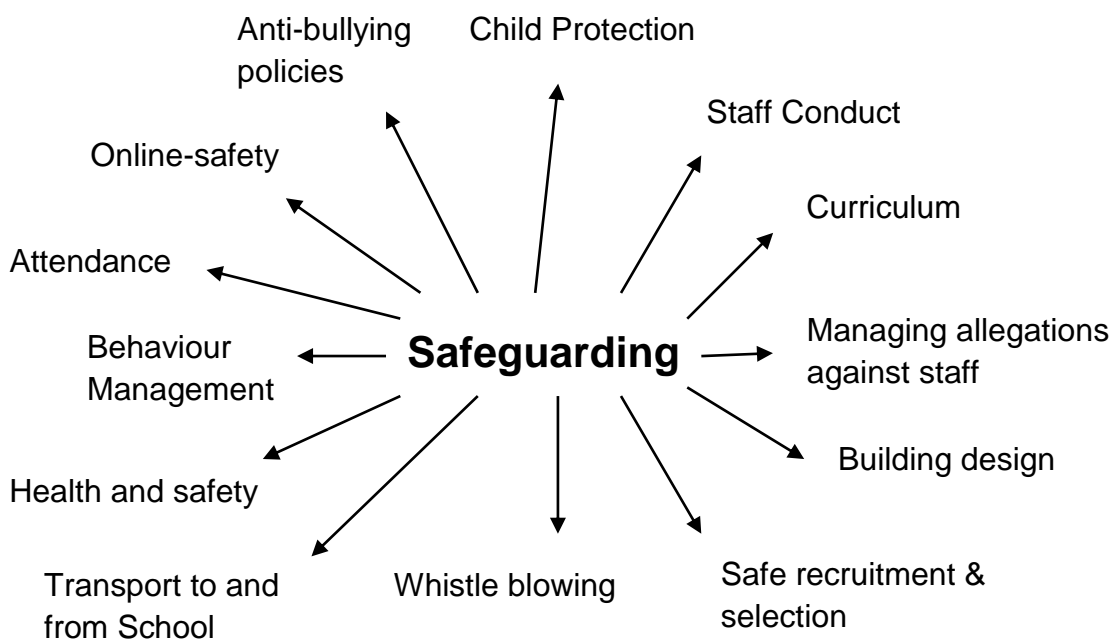 Anti-bullying
policies
Child Protection
Staff Conduct
Online-safety
Curriculum
Attendance
Behaviour
Management
Safeguarding
Managing allegations
against staff
Building design
Health and safety
Transport to and
from School
Whistle blowing
Safe recruitment &
selection